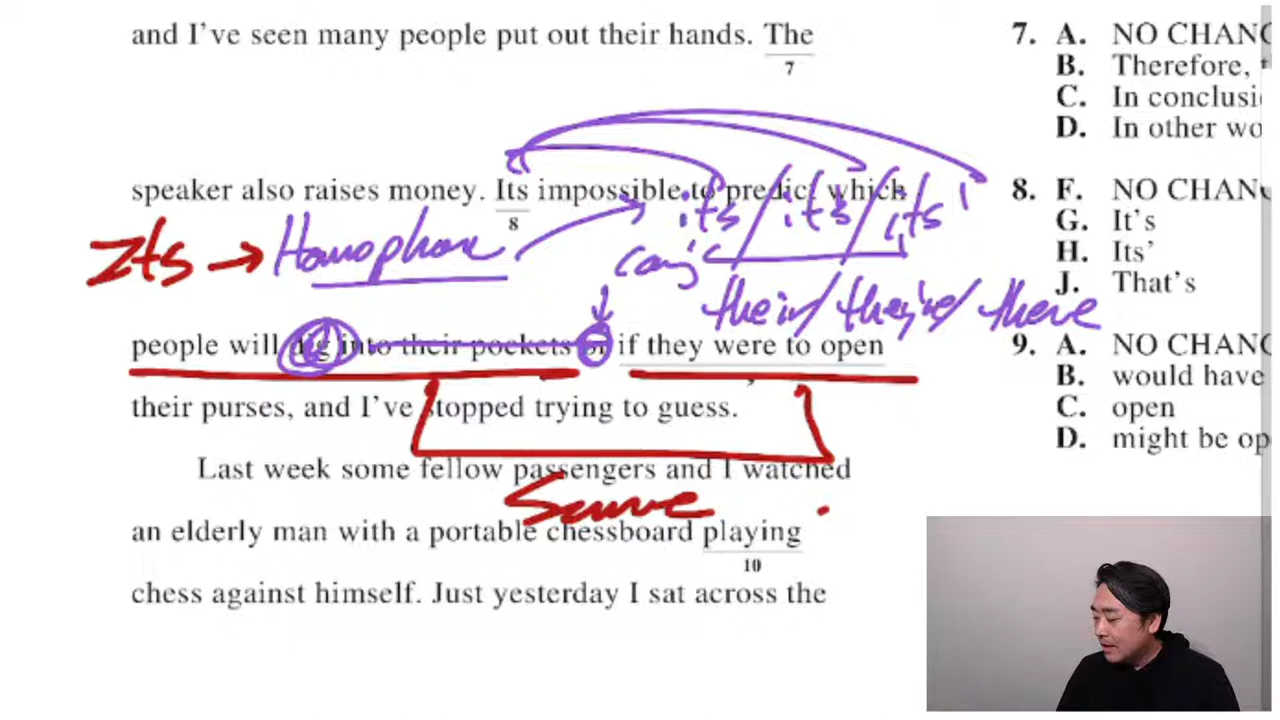 and I've seen many people put out their hands. The
7
speaker also raises money. Its impossible to predict which
8
its / it's / its'
Its → Homophone
conj
their / they're / there
people will dig into their pockets or if they were to open
their purses, and I've stopped trying to guess.
Last week some fellow passengers and I watched
Same
an elderly man with a portable chessboard playing
10
chess against himself. Just yesterday I sat across the
7. A. NO CHANG
B. Therefore, t
C. In conclusi
D. In other wo
8. F. NO CHAN
G. It's
H. Its'
J. That's
9. A. NO CHANG
B. would have
C. open
D. might be op